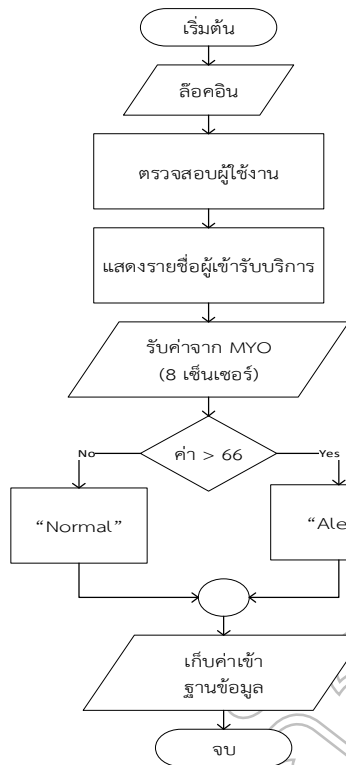 เริ่มต้น
ล๊อคอิน
ตรวจสอบผู้ใช้งาน
แสดงรายชื่อผู้เข้ารับบริการ
รับค่าจาก MYO
(8 เซ็นเซอร์)
No
ค่า > 66
Yes
“Normal”
“Ale
เก็บค่าเข้า
ฐานข้อมูล
จบ